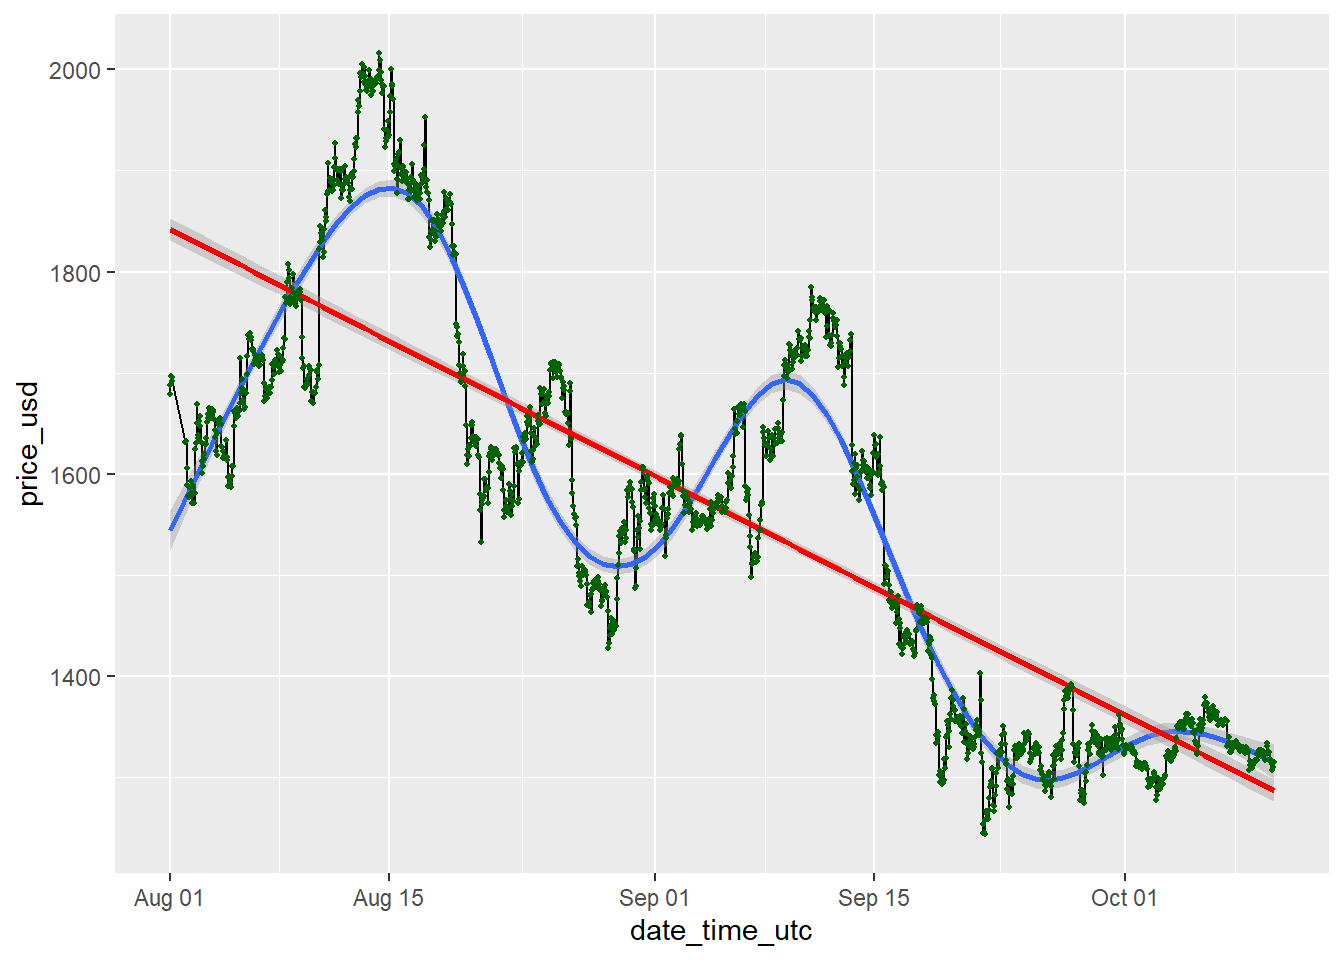 price_usd
2000
1800
1600
1400
Aug 01
Aug 15
Sep 01
Sep 15
Oct 01
date_time_utc